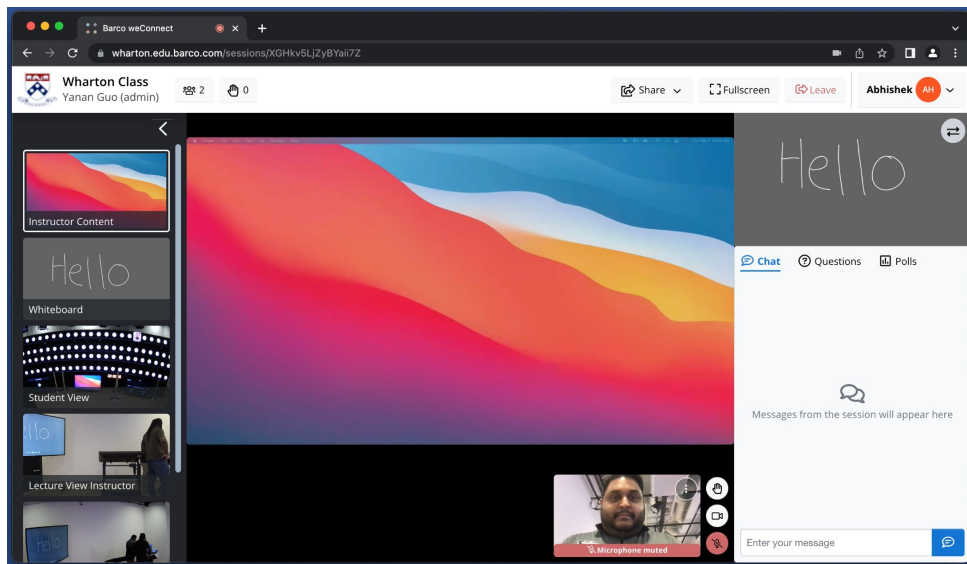 Barco weConnect
wharton.edu.barco.com/sessions/XGHkv5LjZyBYaii7Z
Wharton Class
Yanan Guo (admin)
2
0
Share
Fullscreen
Leave
Abhishek
AH
Instructor Content
Hello
Whiteboard
Student View
Hello
Lecture View Instructor
Hello
Microphone muted
Hello
Chat
Questions
Polls
Messages from the session will appear here
Enter your message